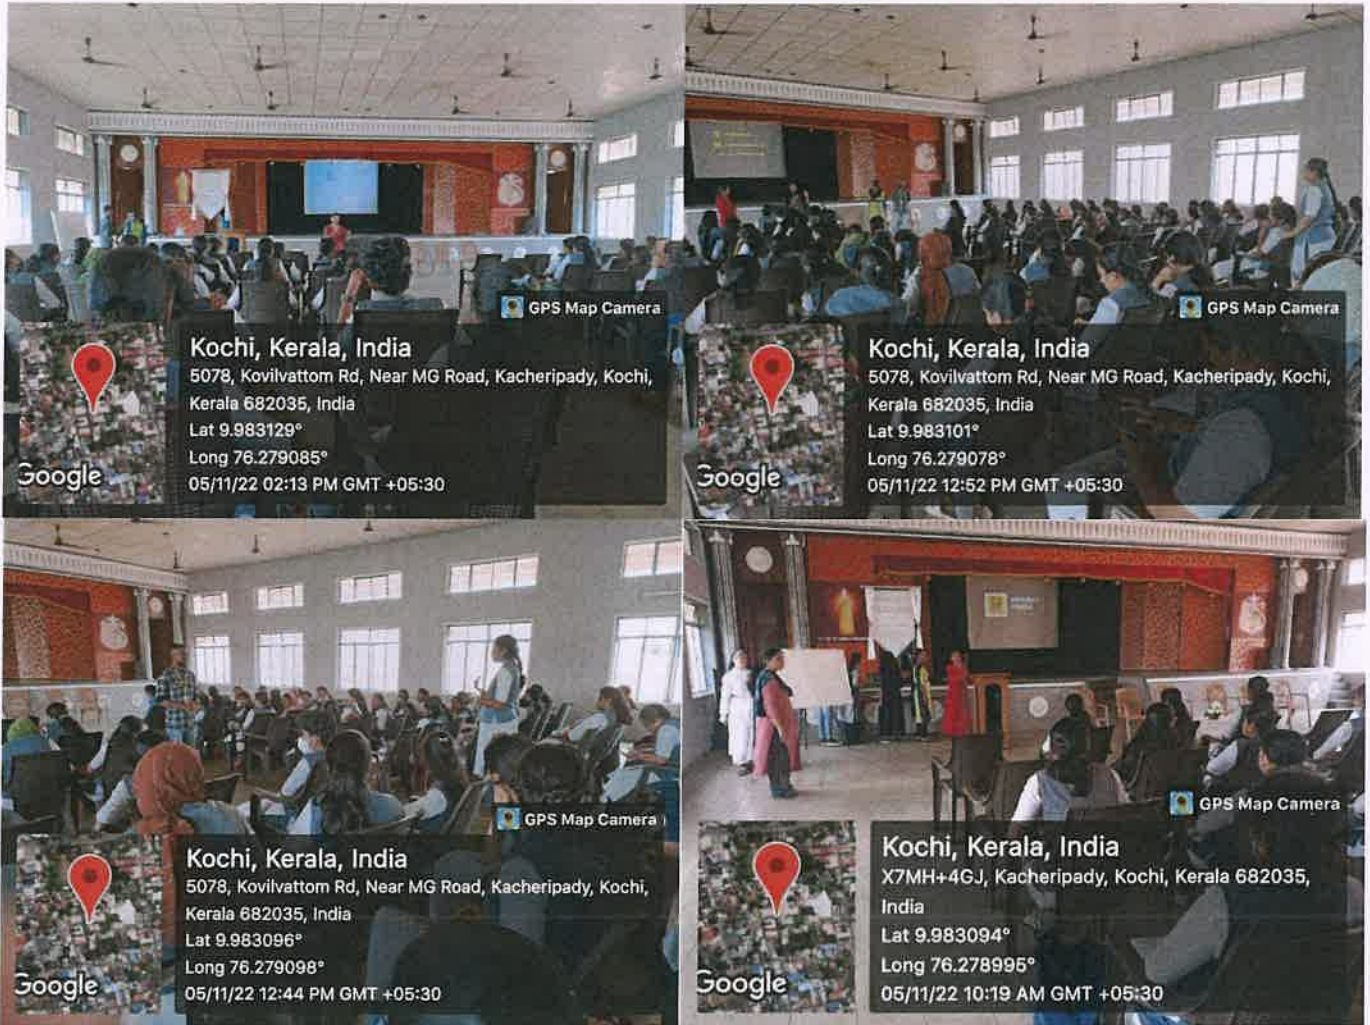 GPS Map Camera
Kochi, Kerala, India
5078, Kovilvattom Rd, Near MG Road, Kacheripady, Kochi,
Kerala 682035, India
Lat 9.983129°
Long 76.279085°
05/11/22 02:13 PM GMT +05:30
Google
GPS Map Camera
Kochi, Kerala, India
5078, Kovilvattom Rd, Near MG Road, Kacheripady, Kochi,
Kerala 682035, India
Lat 9.983101°
Long 76.279078°
05/11/22 12:52 PM GMT +05:30
Google
GPS Map Camera
Kochi, Kerala, India
5078, Kovilvattom Rd, Near MG Road, Kacheripady, Kochi,
Kerala 682035, India
Lat 9.983096°
Long 76.279098°
05/11/22 12:44 PM GMT +05:30
Google
GPS Map Camera
Kochi, Kerala, India
X7MH+4GJ, Kacheripady, Kochi, Kerala 682035,
India
Lat 9.983094°
Long 76.278995°
05/11/22 10:19 AM GMT +05:30
Google